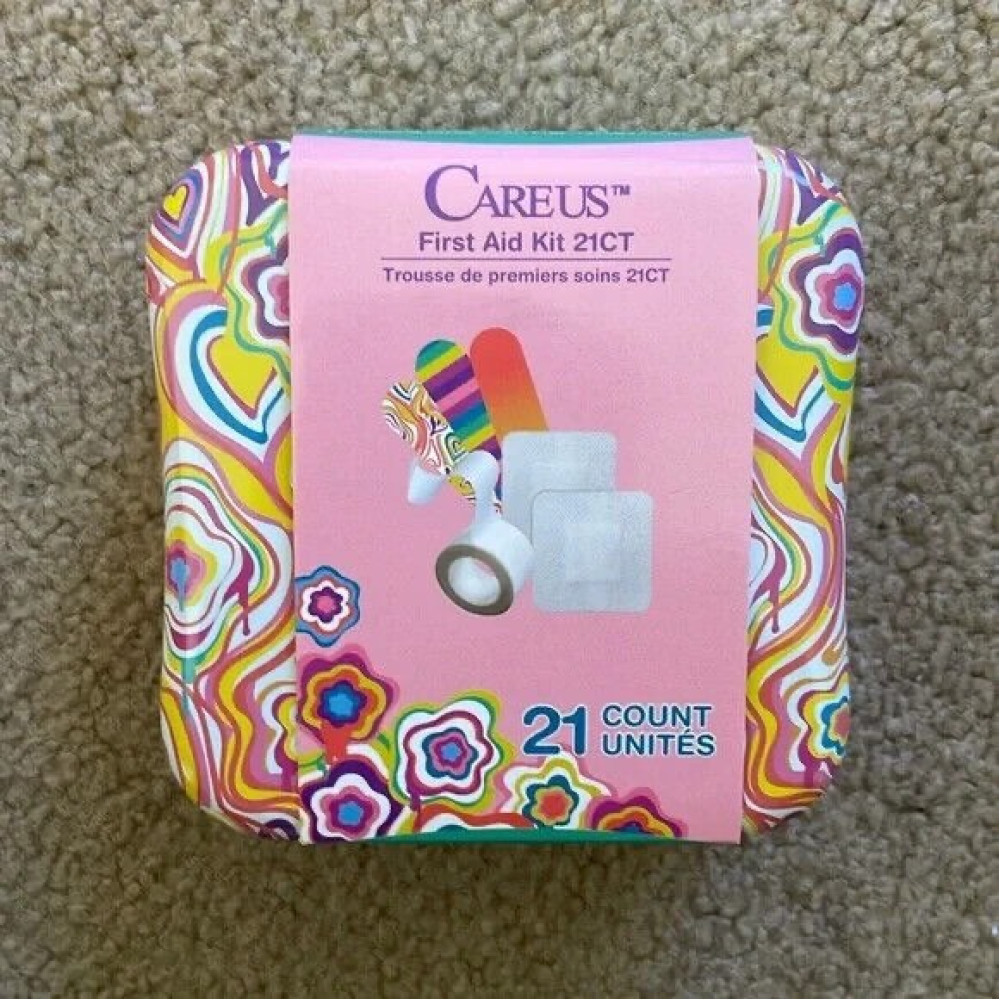 CAREUS™
First Aid Kit 21CT
Trousse de premiers soins 21CT
21 COUNT
UNITÉS